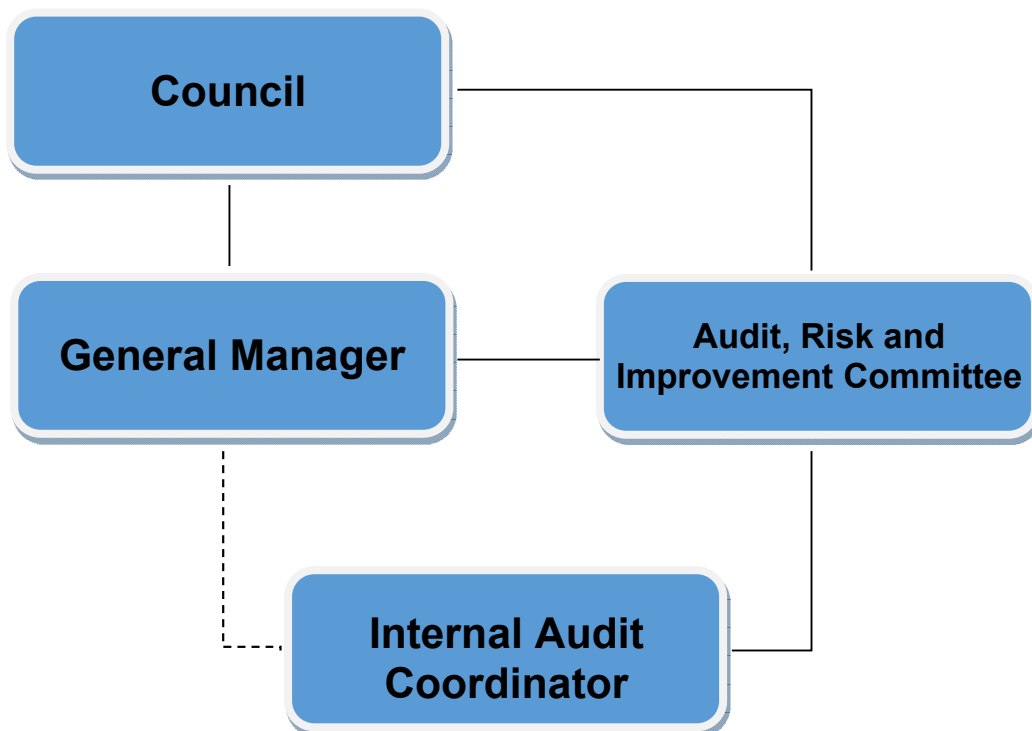 Council
General Manager
Audit, Risk and
Improvement Committee
Internal Audit
Coordinator